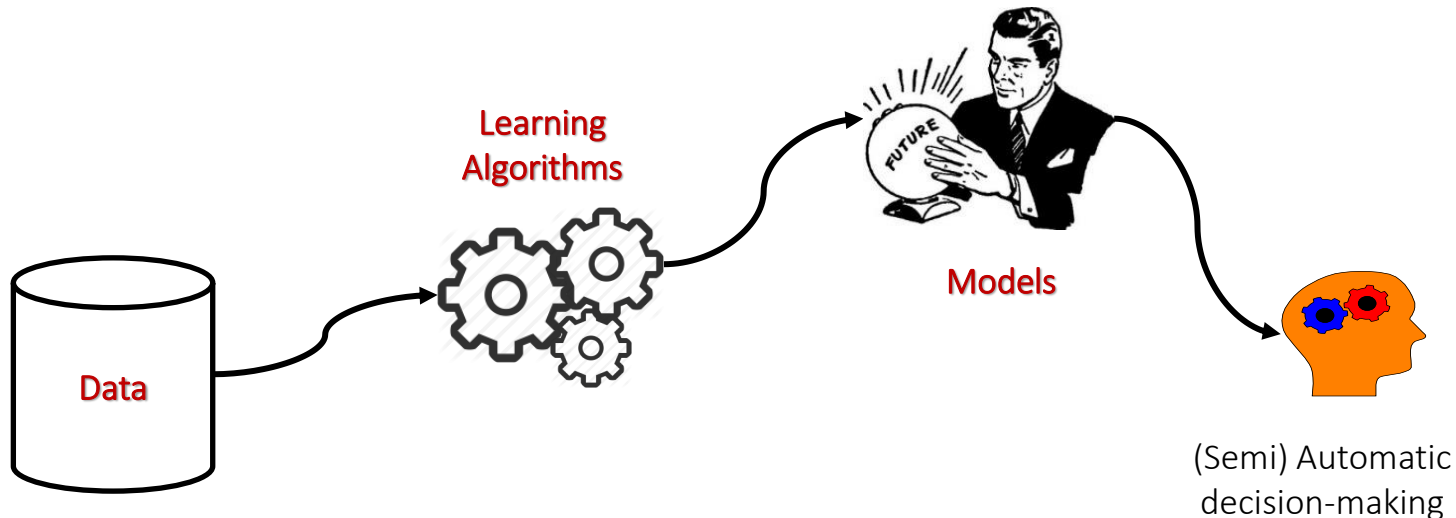 Learning
Algorithms
FUTURE
Models
Data
(Semi) Automatic
decision-making